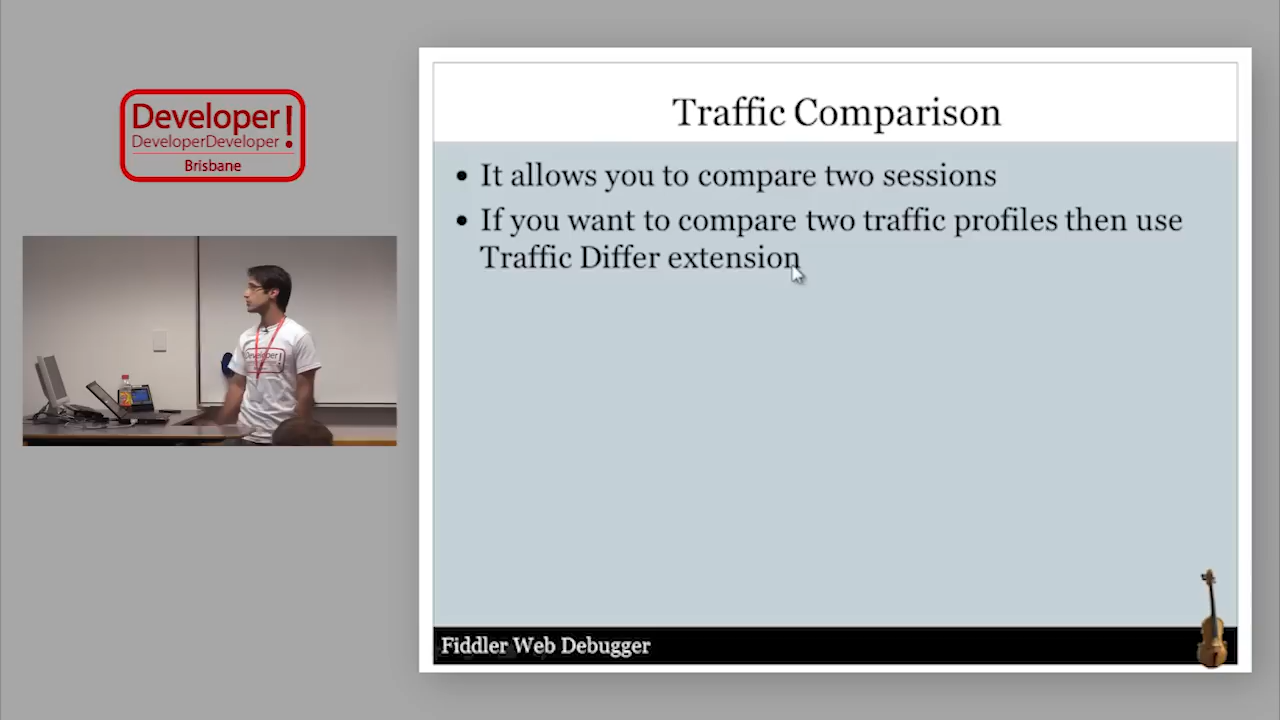 Developer!
DeveloperDeveloper
Brisbane
Traffic Comparison
• It allows you to compare two sessions
• If you want to compare two traffic profiles then use
Traffic Differ extension
Developer!
Fiddler Web Debugger